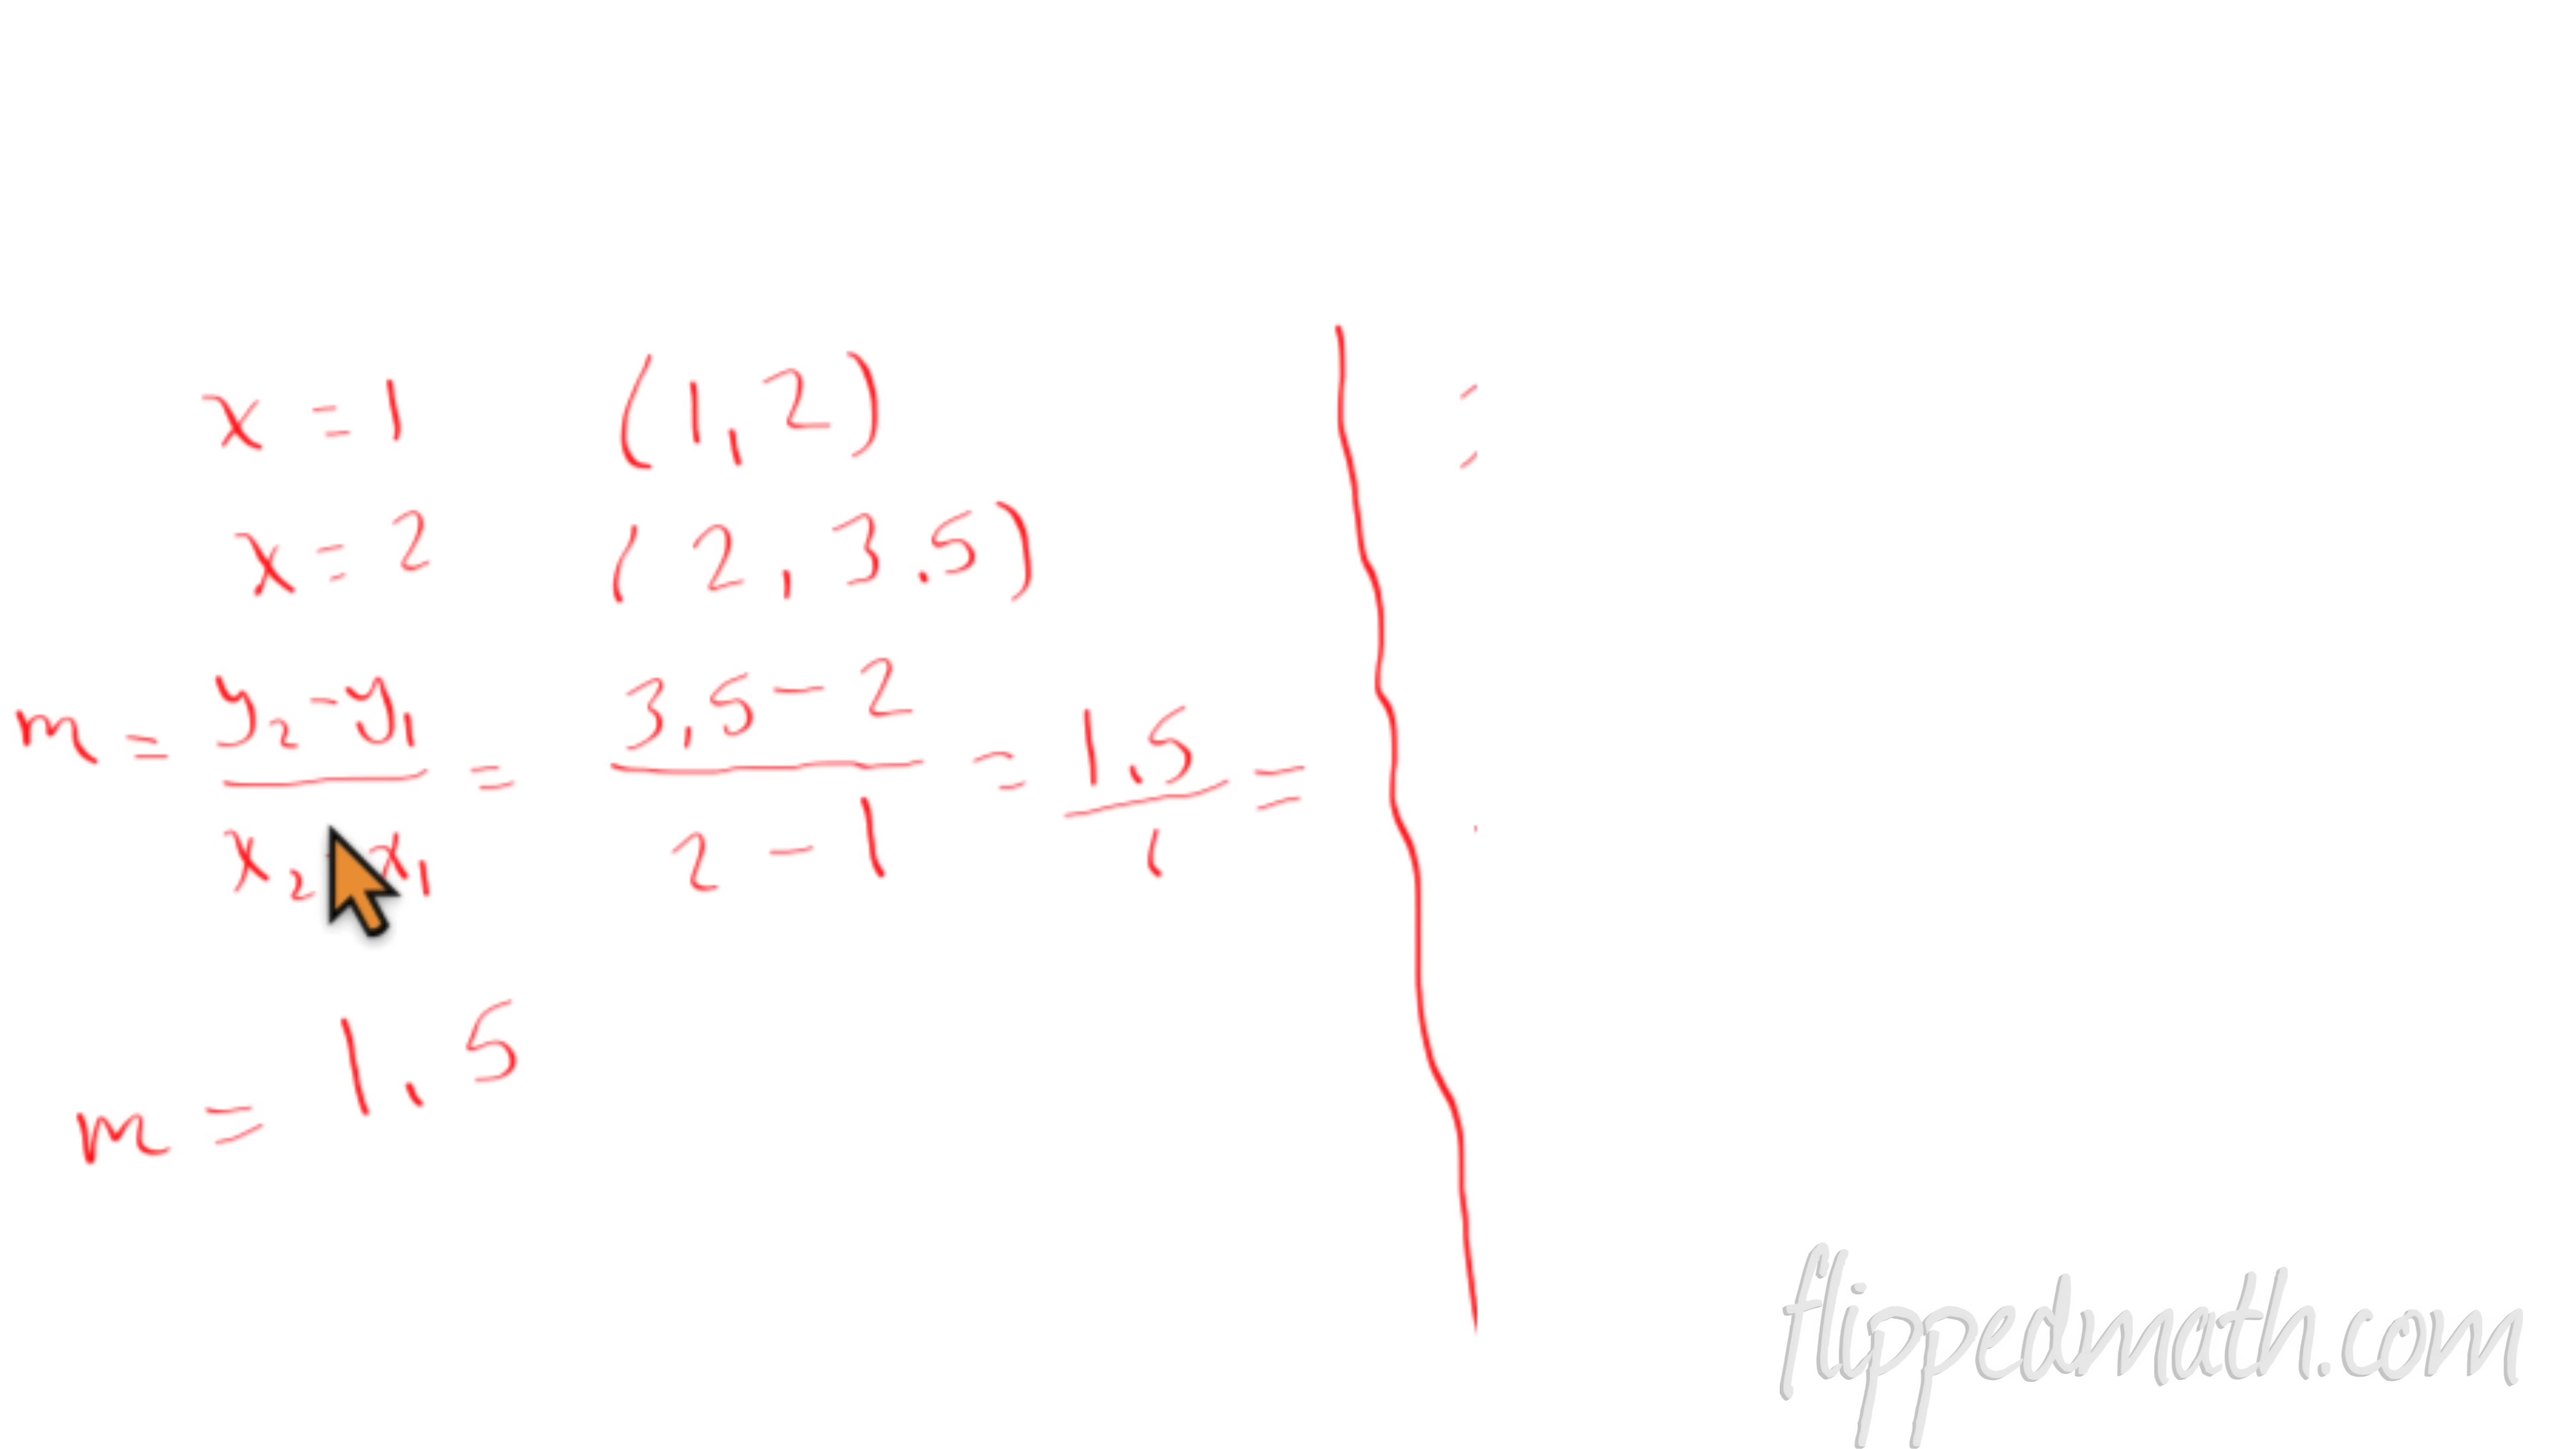 x = 1 (1, 2)
x = 2 (2, 3.5)
m = y₂ - y₁ / x₂ - x₁ = 3.5 - 2 / 2 - 1 = 1.5 / 1 =
m = 1.5
flippedmath.com